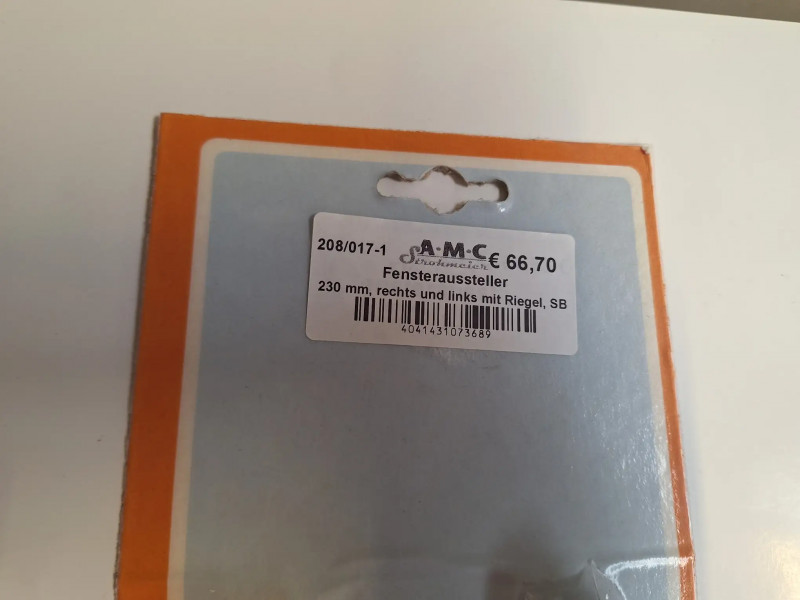 208/017-1 A·M·C Strohmeier € 66,70
Fensteraussteller
230 mm, rechts und links mit Riegel, SB
4041431073689